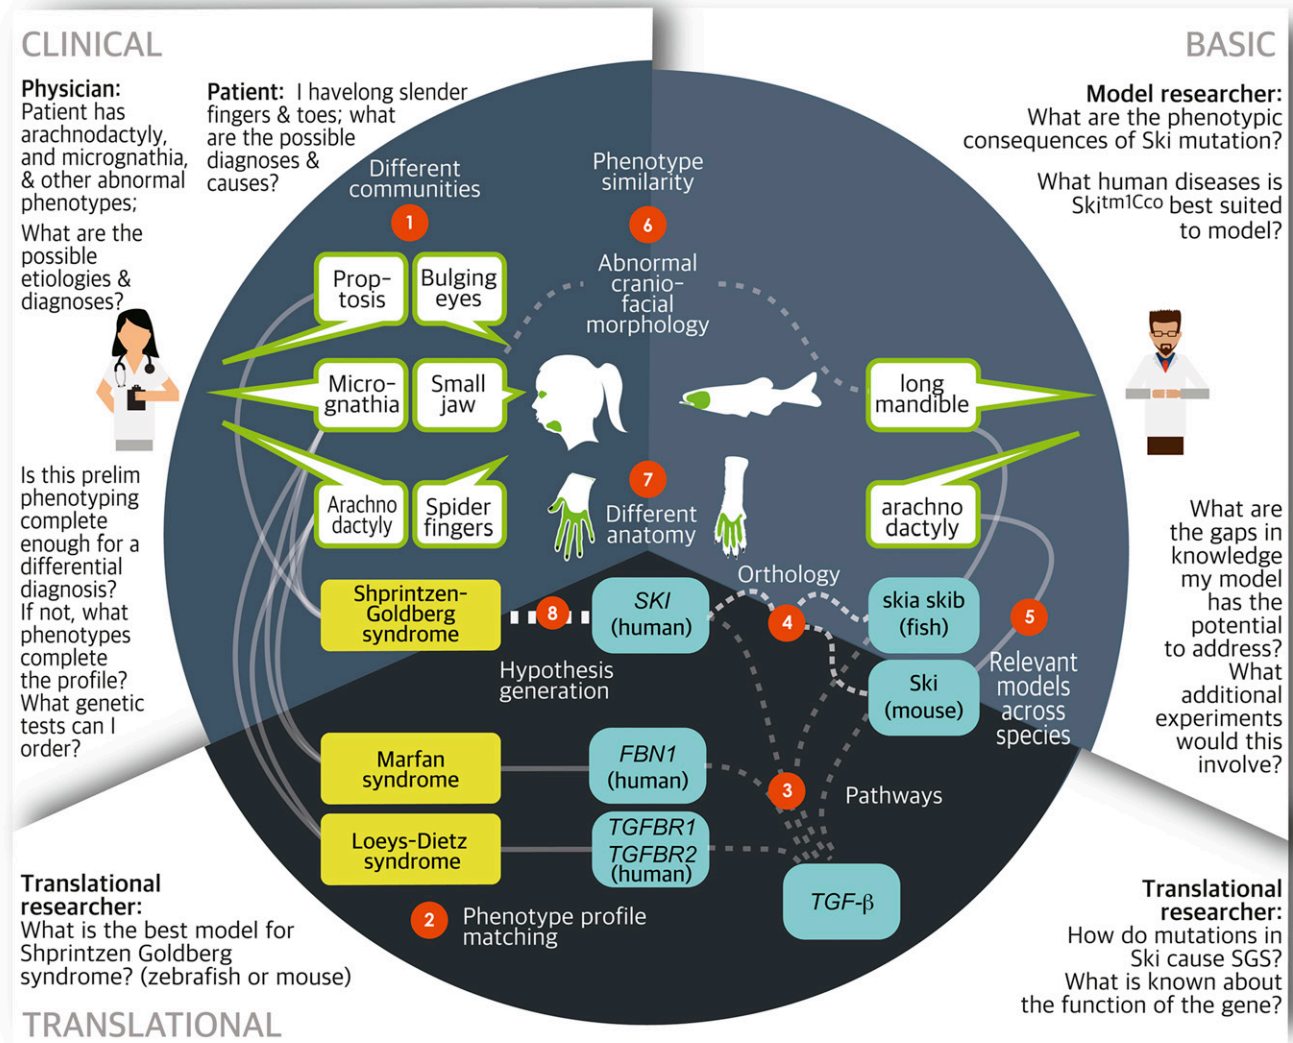 CLINICAL
Physician:
Patient has
arachnodactyly,
and micrognathia,
& other abnormal
phenotypes;
What are the
possible
etiologies &
diagnoses?
Patient: I havelong slender
fingers & toes; what
are the possible
diagnoses &
causes?
Is this prelim
phenotyping
complete
enough for a
differential
diagnosis?
If not, what
phenotypes
complete
the profile?
What genetic
tests can I
order?
BASIC
Model researcher:
What are the phenotypic
consequences of Ski mutation?
What human diseases is
Skitm1Cco best suited
to model?
What are
the gaps in
knowledge
my model
has the
potential
to address?
What
additional
experiments
would this
involve?
Different
communities
1
Prop-
tosis
Bulging
eyes
Micro-
gnathia
Small
jaw
Arachno
dactyly
Spider
fingers
Phenotype
similarity
6
Abnormal
cranio-
facial
morphology
long
mandible
arachno
dactyly
7
Different
anatomy
Shprintzen-
Goldberg
syndrome
8
Hypothesis
generation
SKI
(human)
Orthology
4
skia skib
(fish)
Ski
(mouse)
5
Relevant
models
across
species
Marfan
syndrome
FBN1
(human)
3
Pathways
Loeys-Dietz
syndrome
TGFBR1
TGFBR2
(human)
TGF-β
2
Phenotype profile
matching
Translational
researcher:
What is the best model for
Shprintzen Goldberg
syndrome? (zebrafish or mouse)
TRANSLATIONAL
Translational
researcher:
How do mutations in
Ski cause SGS?
What is known about
the function of the gene?